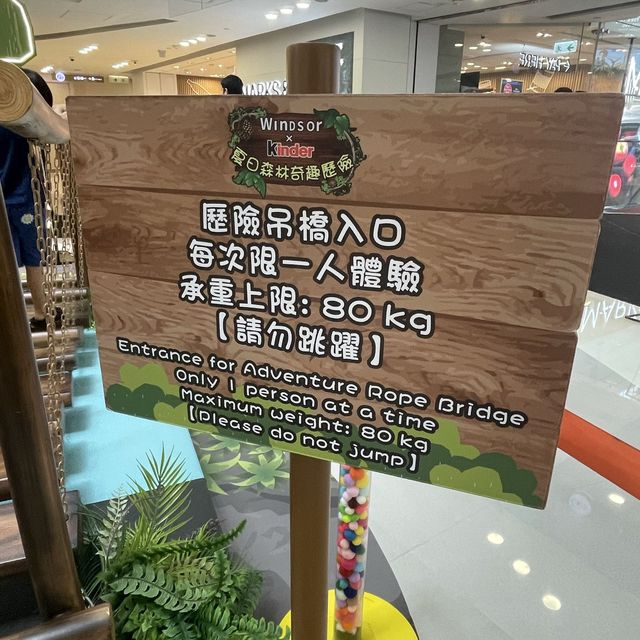 WINDSOR
×
Kinder
夏日森林奇趣歷險
歷險吊橋入口
每次限一人體驗
承重上限: 80 kg
【請勿跳躍】
Entrance for Adventure Rope Bridge
Only 1 person at a time
Maximum weight: 80 kg
【Please do not jump】